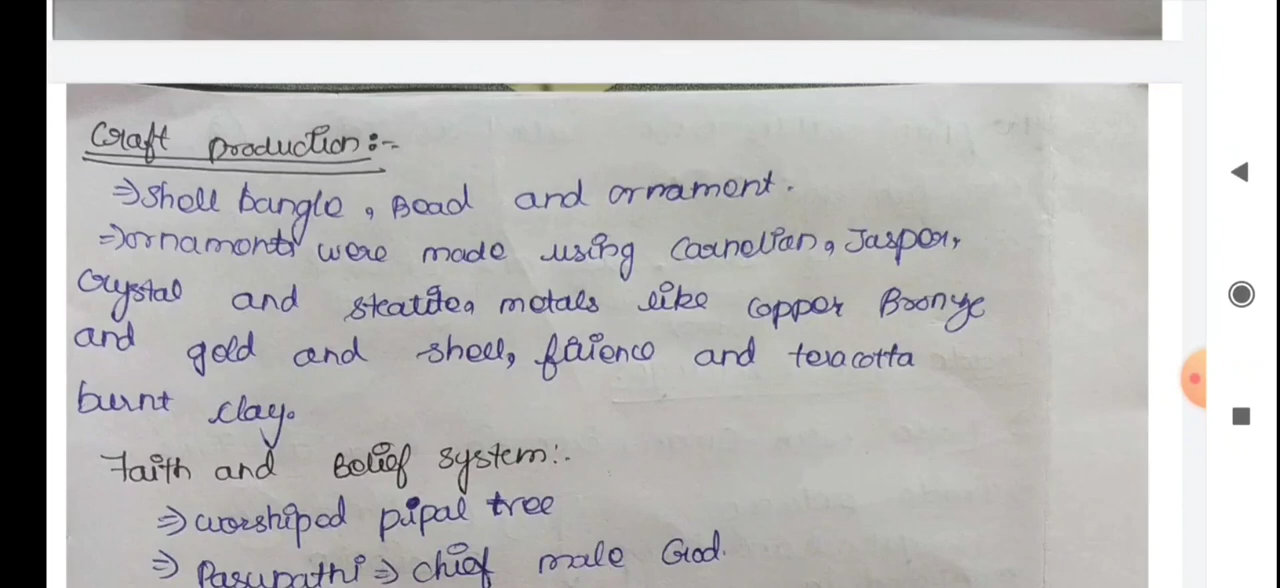 Craft production:-
⇒ Shell bangle, Bead and ornament.
⇒ ornaments were made using Carnelian, Jasper,
Crystal and steatite, metals like copper Bronze
and gold and shell, faience and teracotta
burnt clay.
Faith and Belief system:.
⇒ worshiped pipal tree
⇒ Pasupathi ⇒ chief male God.